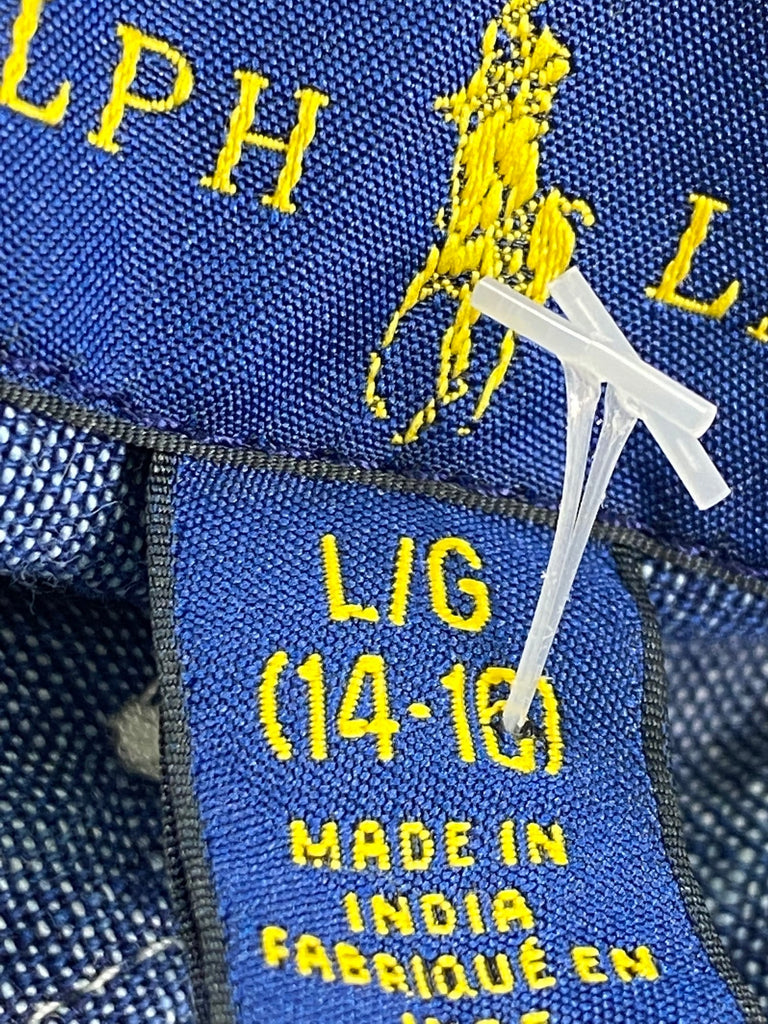 LPH L
L/G
(14-16)
MADE IN
INDIA
FABRIQUÉ EN